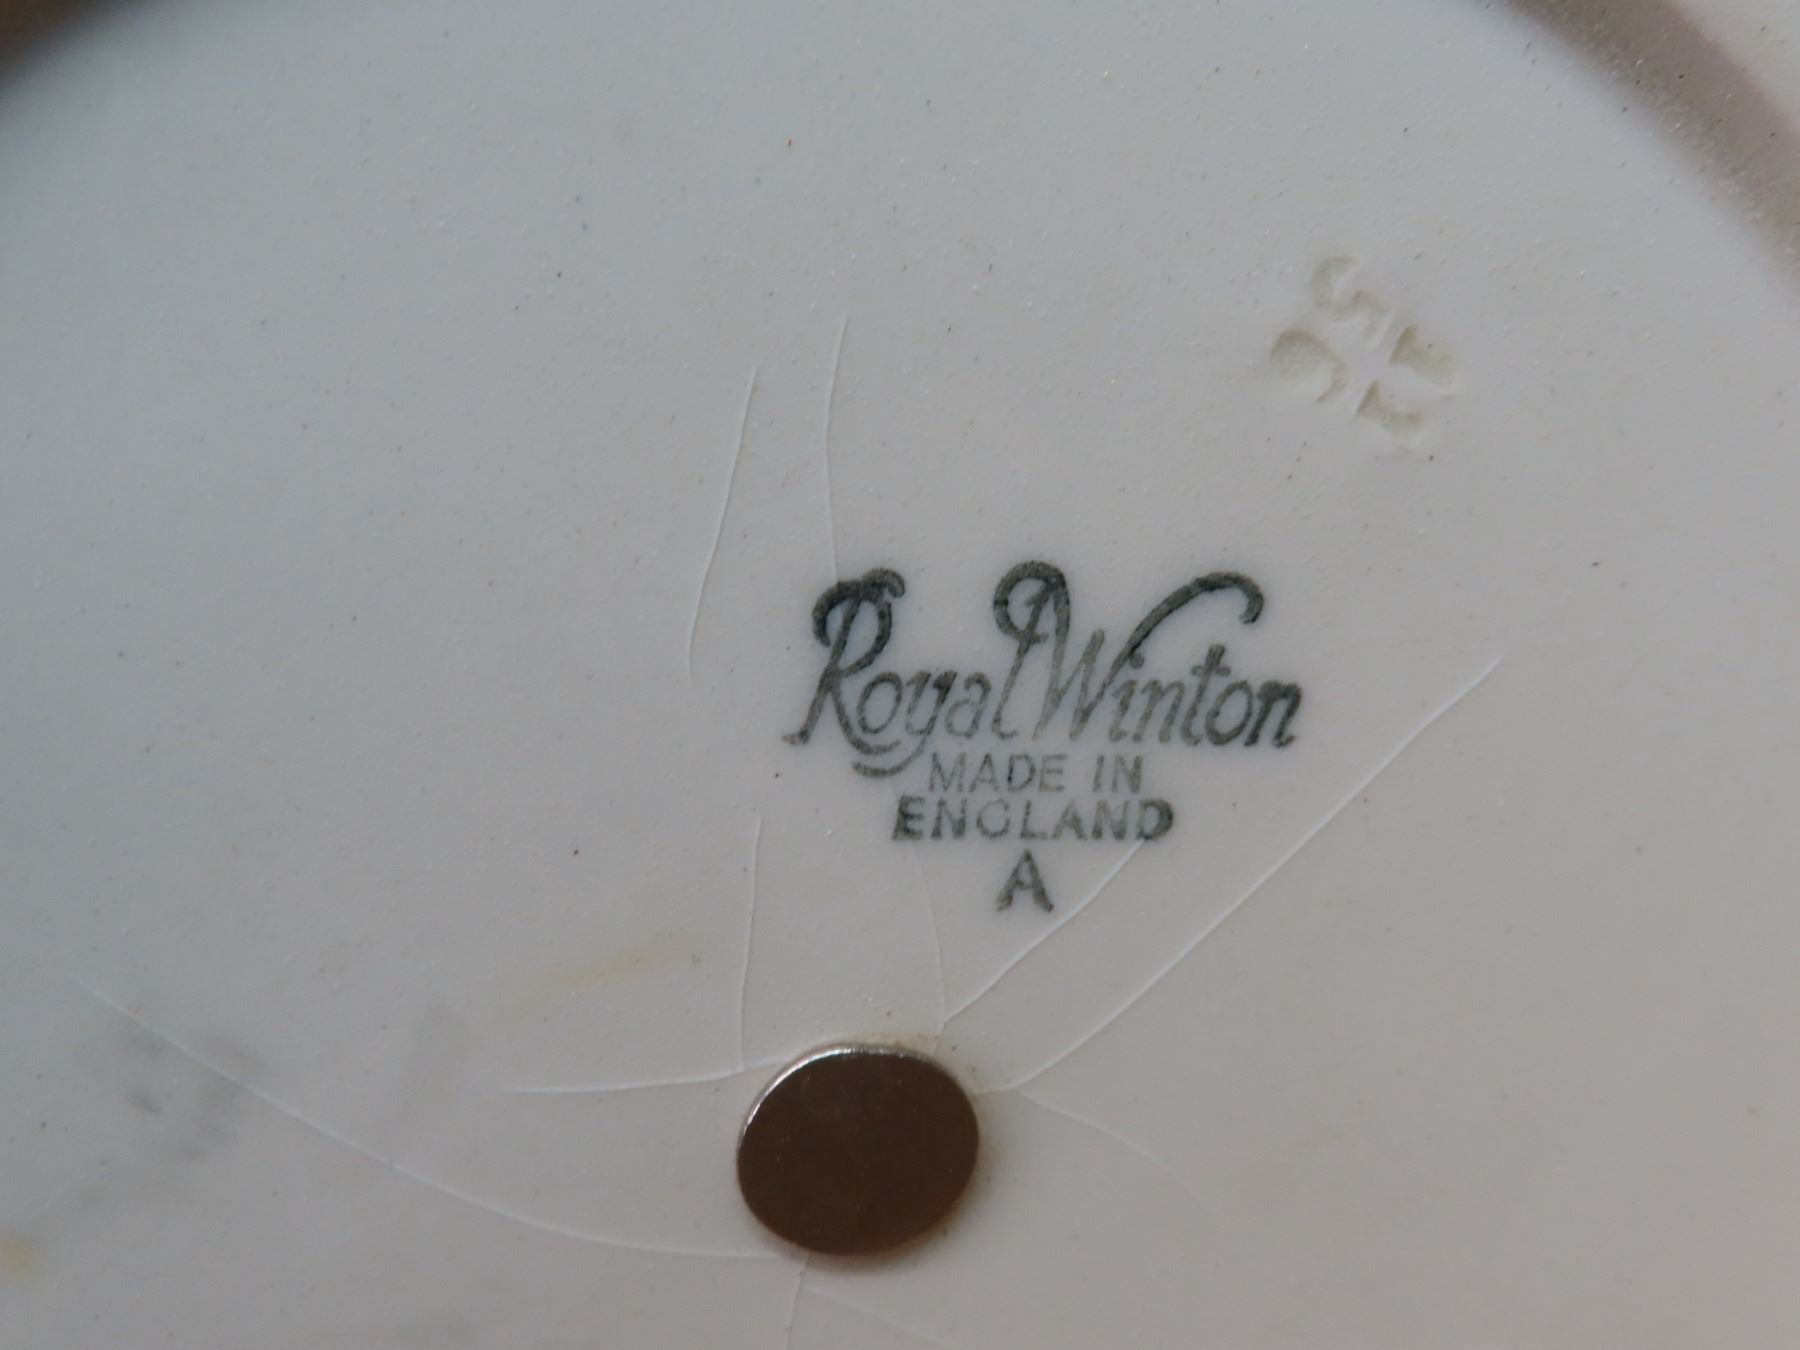 Royal Winton
MADE IN
ENGLAND
A